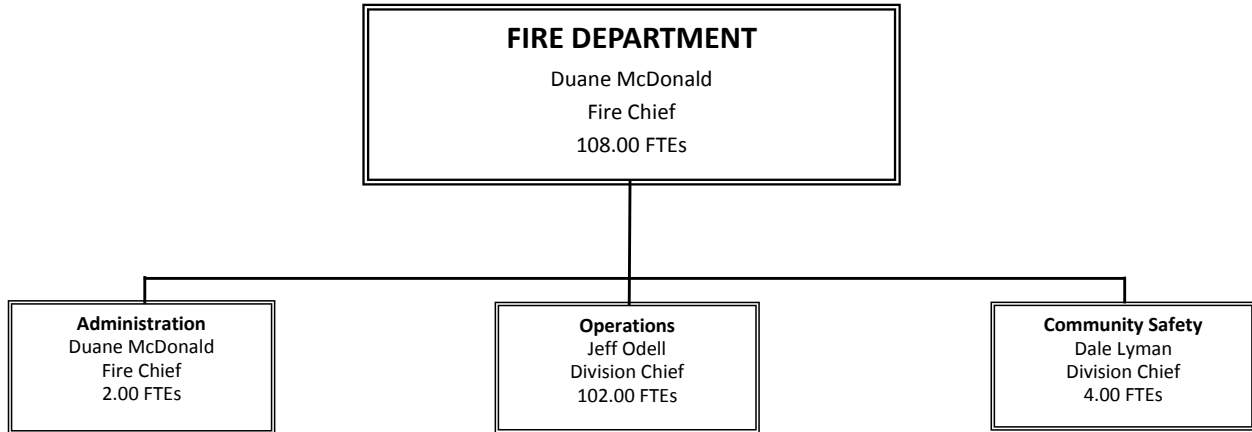 FIRE DEPARTMENT
Duane McDonald
Fire Chief
108.00 FTEs
Administration
Duane McDonald
Fire Chief
2.00 FTEs
Operations
Jeff Odell
Division Chief
102.00 FTEs
Community Safety
Dale Lyman
Division Chief
4.00 FTEs